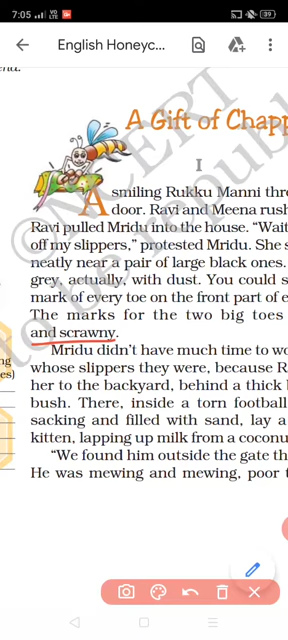 7:05
39
English Honeyc...
A Gift of Chapp
I
A smiling Rukku Manni thr
door. Ravi and Meena rush
Ravi pulled Mridu into the house. "Wait
off my slippers," protested Mridu. She s
neatly near a pair of large black ones.
grey, actually, with dust. You could s
mark of every toe on the front part of e
The marks for the two big toes
and scrawny.
Mridu didn't have much time to wo
whose slippers they were, because R
her to the backyard, behind a thick
bush. There, inside a torn football
sacking and filled with sand, lay a
kitten, lapping up milk from a coconu
"We found him outside the gate th
He was mewing and mewing, poor t
ng
es)